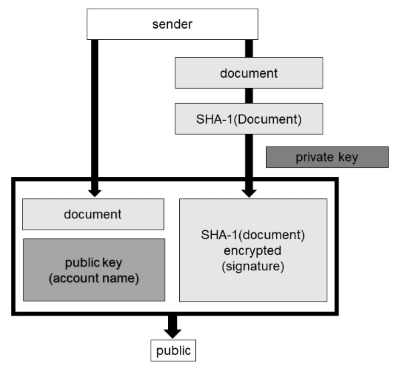 sender
document
SHA-1(Document)
private key
document
public key
(account name)
SHA-1(document)
encrypted
(signature)
public